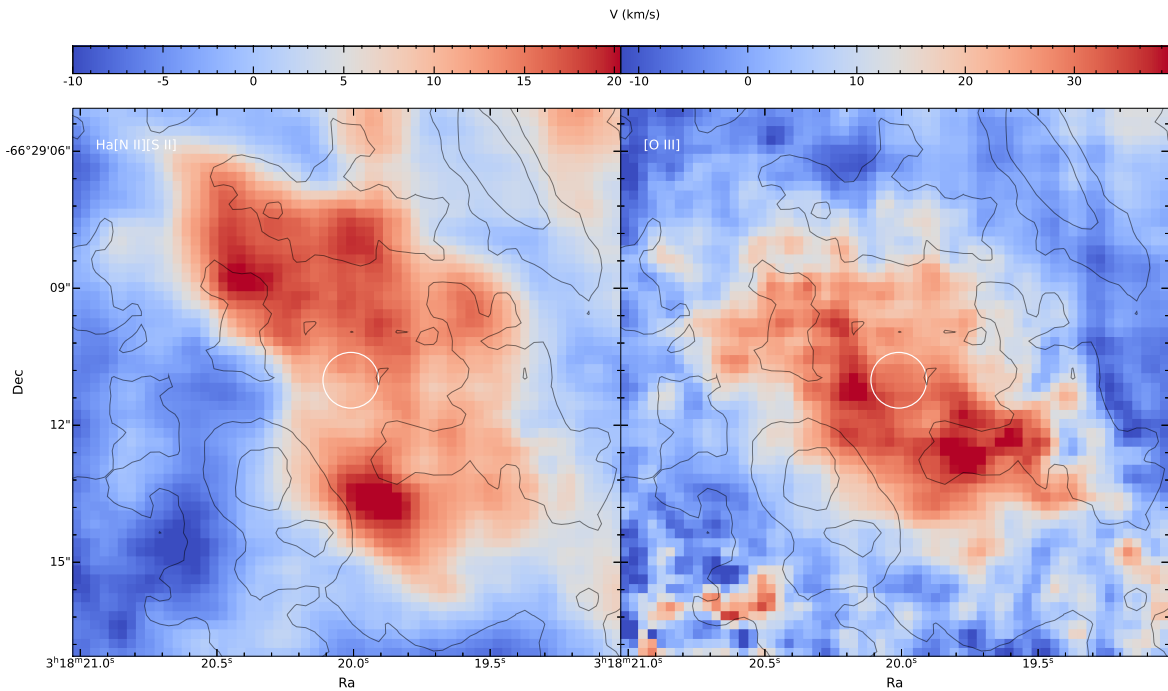 V (km/s)
-10 -5 0 5 10 15 20 -10 0 10 20 30
Ha[N II][S II] [O III]
-66°29'06"
09"
12"
15"
Dec
3ʰ18ᵐ21.0ˢ 20.5ˢ 20.0ˢ 19.5ˢ 3ʰ18ᵐ21.0ˢ 20.5ˢ 20.0ˢ 19.5ˢ
Ra Ra